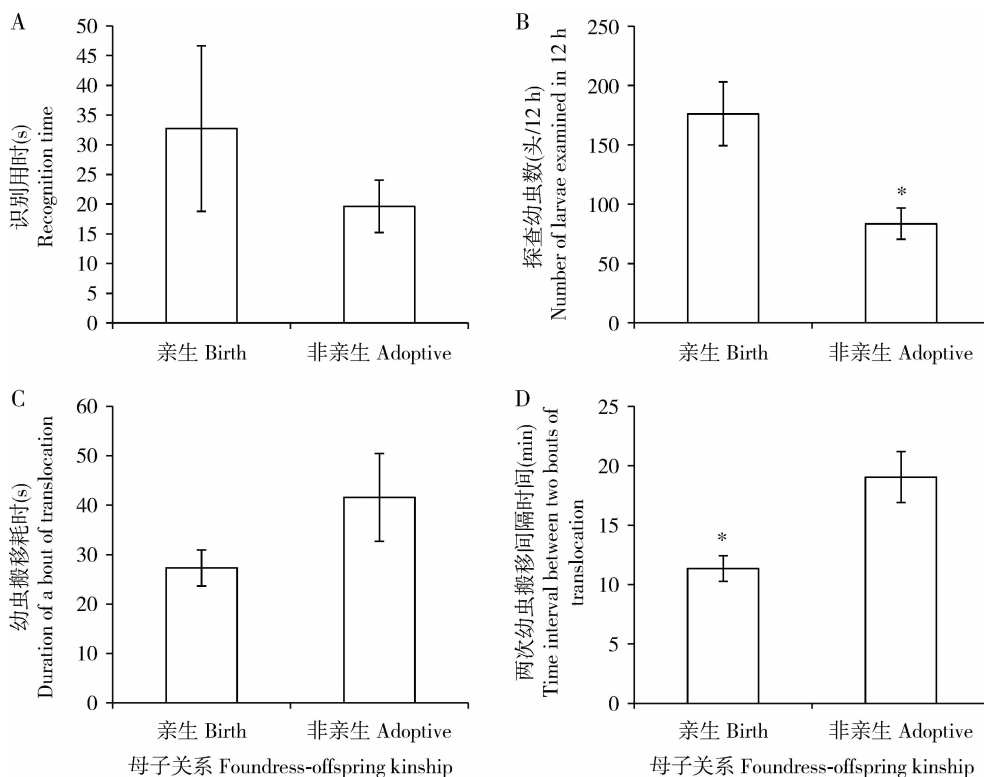 A
识别用时(s)
Recognition time
50
45
40
35
30
25
20
15
10
5
0
亲生 Birth
非亲生 Adoptive
B
探查幼虫数(头/12 h)
Number of larvae examined in 12 h
250
200
150
100
50
0
*
亲生 Birth
非亲生 Adoptive
C
幼虫搬移耗时(s)
Duration of a bout of translocation
60
50
40
30
20
10
0
亲生 Birth
非亲生 Adoptive
母子关系 Foundress-offspring kinship
D
两次幼虫搬移间隔时间(min)
Time interval between two bouts of
translocation
25
20
15
10
5
0
*
亲生 Birth
非亲生 Adoptive
母子关系 Foundress-offspring kinship